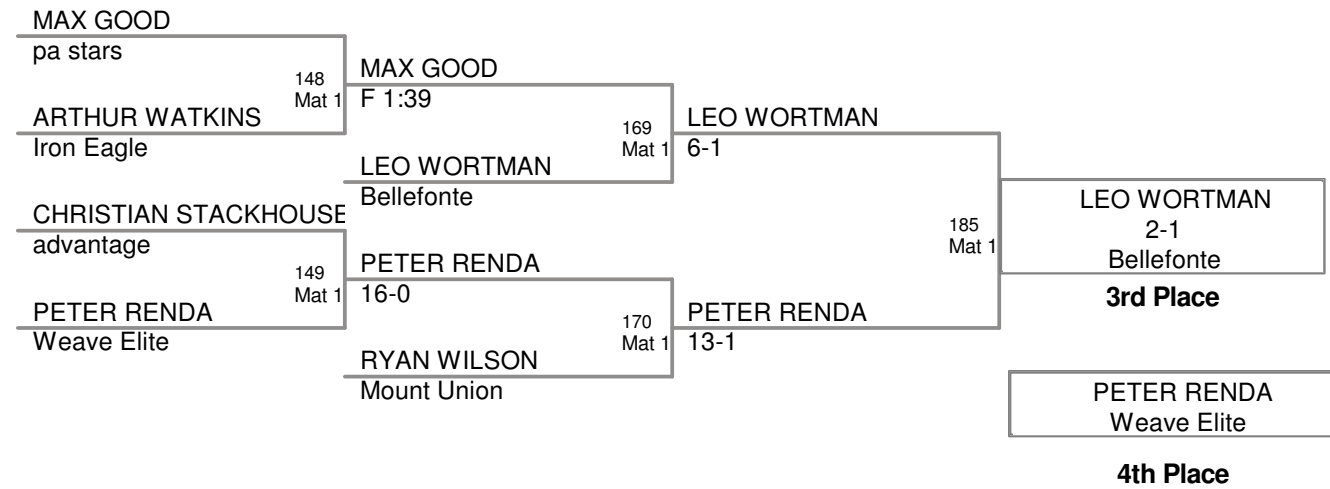 MAX GOOD
pa stars
148
Mat 1
ARTHUR WATKINS
Iron Eagle
MAX GOOD
F 1:39
169
Mat 1
LEO WORTMAN
Bellefonte
LEO WORTMAN
6-1
CHRISTIAN STACKHOUSE
advantage
149
Mat 1
PETER RENDA
Weave Elite
PETER RENDA
16-0
170
Mat 1
RYAN WILSON
Mount Union
PETER RENDA
13-1
185
Mat 1
LEO WORTMAN
2-1
Bellefonte
3rd Place
PETER RENDA
Weave Elite
4th Place